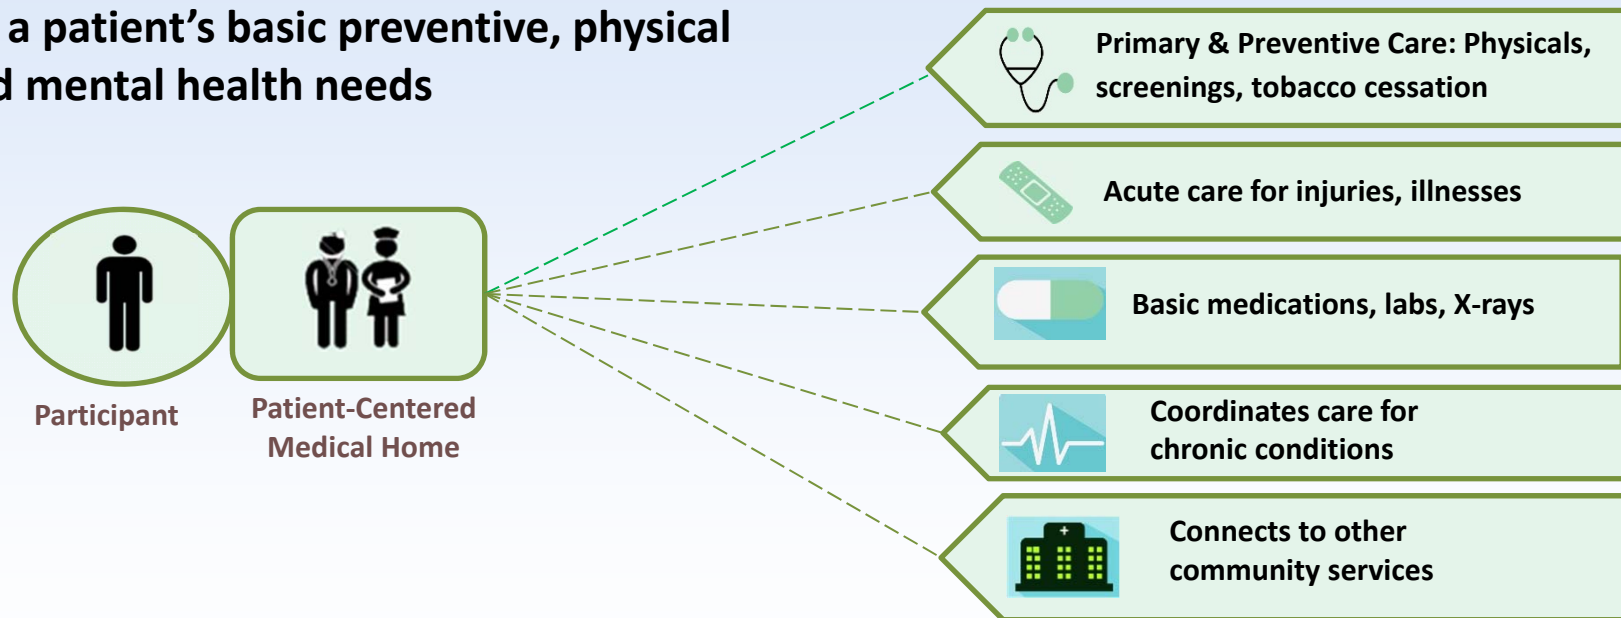 a patient’s basic preventive, physical
d mental health needs
Primary & Preventive Care: Physicals,
screenings, tobacco cessation
Acute care for injuries, illnesses
Basic medications, labs, X-rays
Participant
Patient-Centered
Medical Home
Coordinates care for
chronic conditions
Connects to other
community services